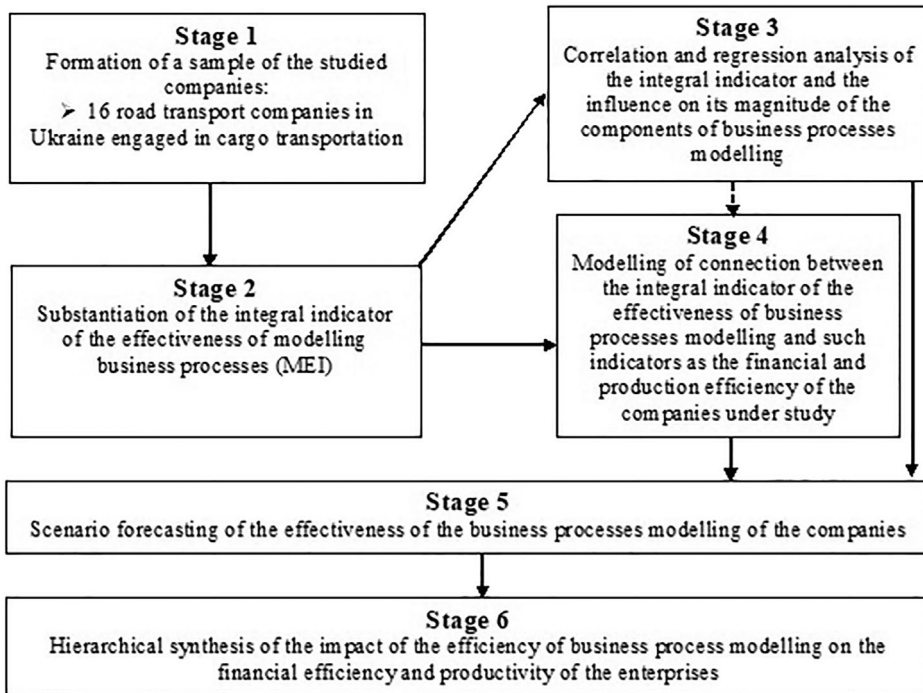 Stage 1
Formation of a sample of the studied
companies:
➢ 16 road transport companies in
Ukraine engaged in cargo transportation
Stage 2
Substantiation of the integral indicator
of the effectiveness of modelling
business processes (MEI)
Stage 3
Correlation and regression analysis of
the integral indicator and the
influence on its magnitude of the
components of business processes
modelling
Stage 4
Modelling of connection between
the integral indicator of the
effectiveness of business
processes modelling and such
indicators as the financial and
production efficiency of the
companies under study
Stage 5
Scenario forecasting of the effectiveness of the business processes modelling of the companies
Stage 6
Hierarchical synthesis of the impact of the efficiency of business process modelling on the
financial efficiency and productivity of the enterprises